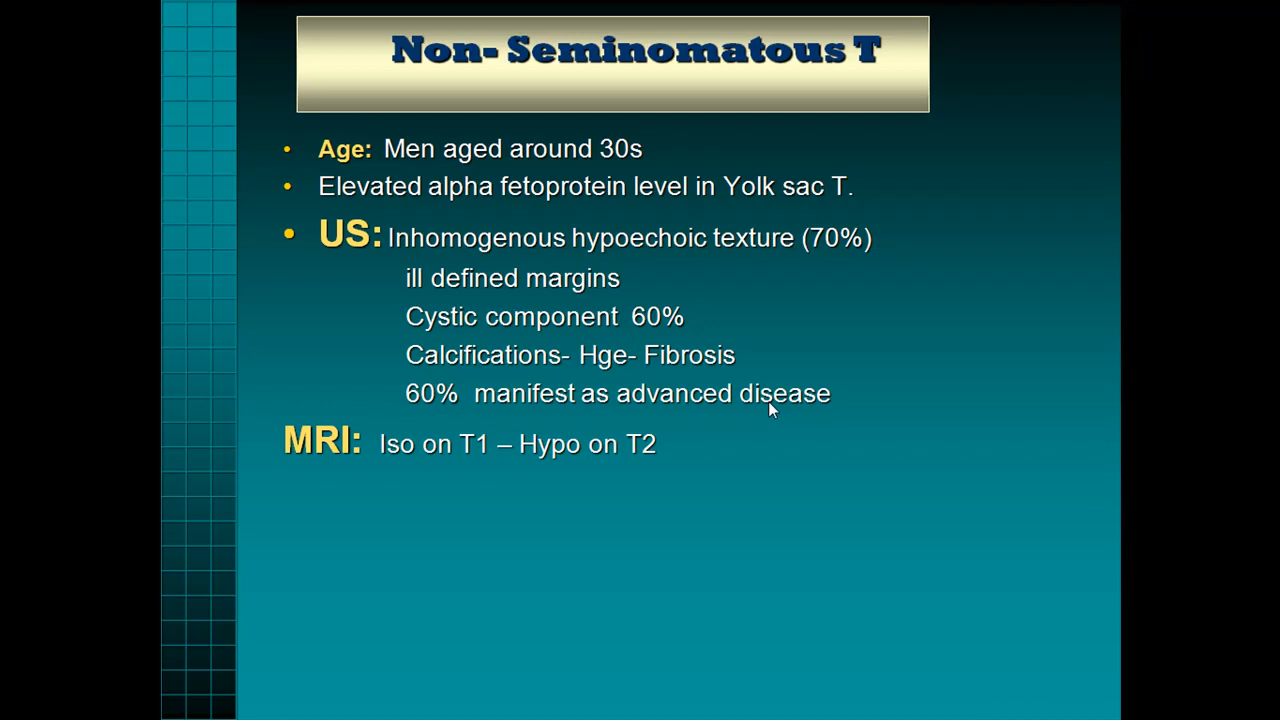 Non- Seminomatous T
• Age: Men aged around 30s
• Elevated alpha fetoprotein level in Yolk sac T.
• US: Inhomogenous hypoechoic texture (70%)
ill defined margins
Cystic component 60%
Calcifications- Hge- Fibrosis
60% manifest as advanced disease
MRI: Iso on T1 – Hypo on T2